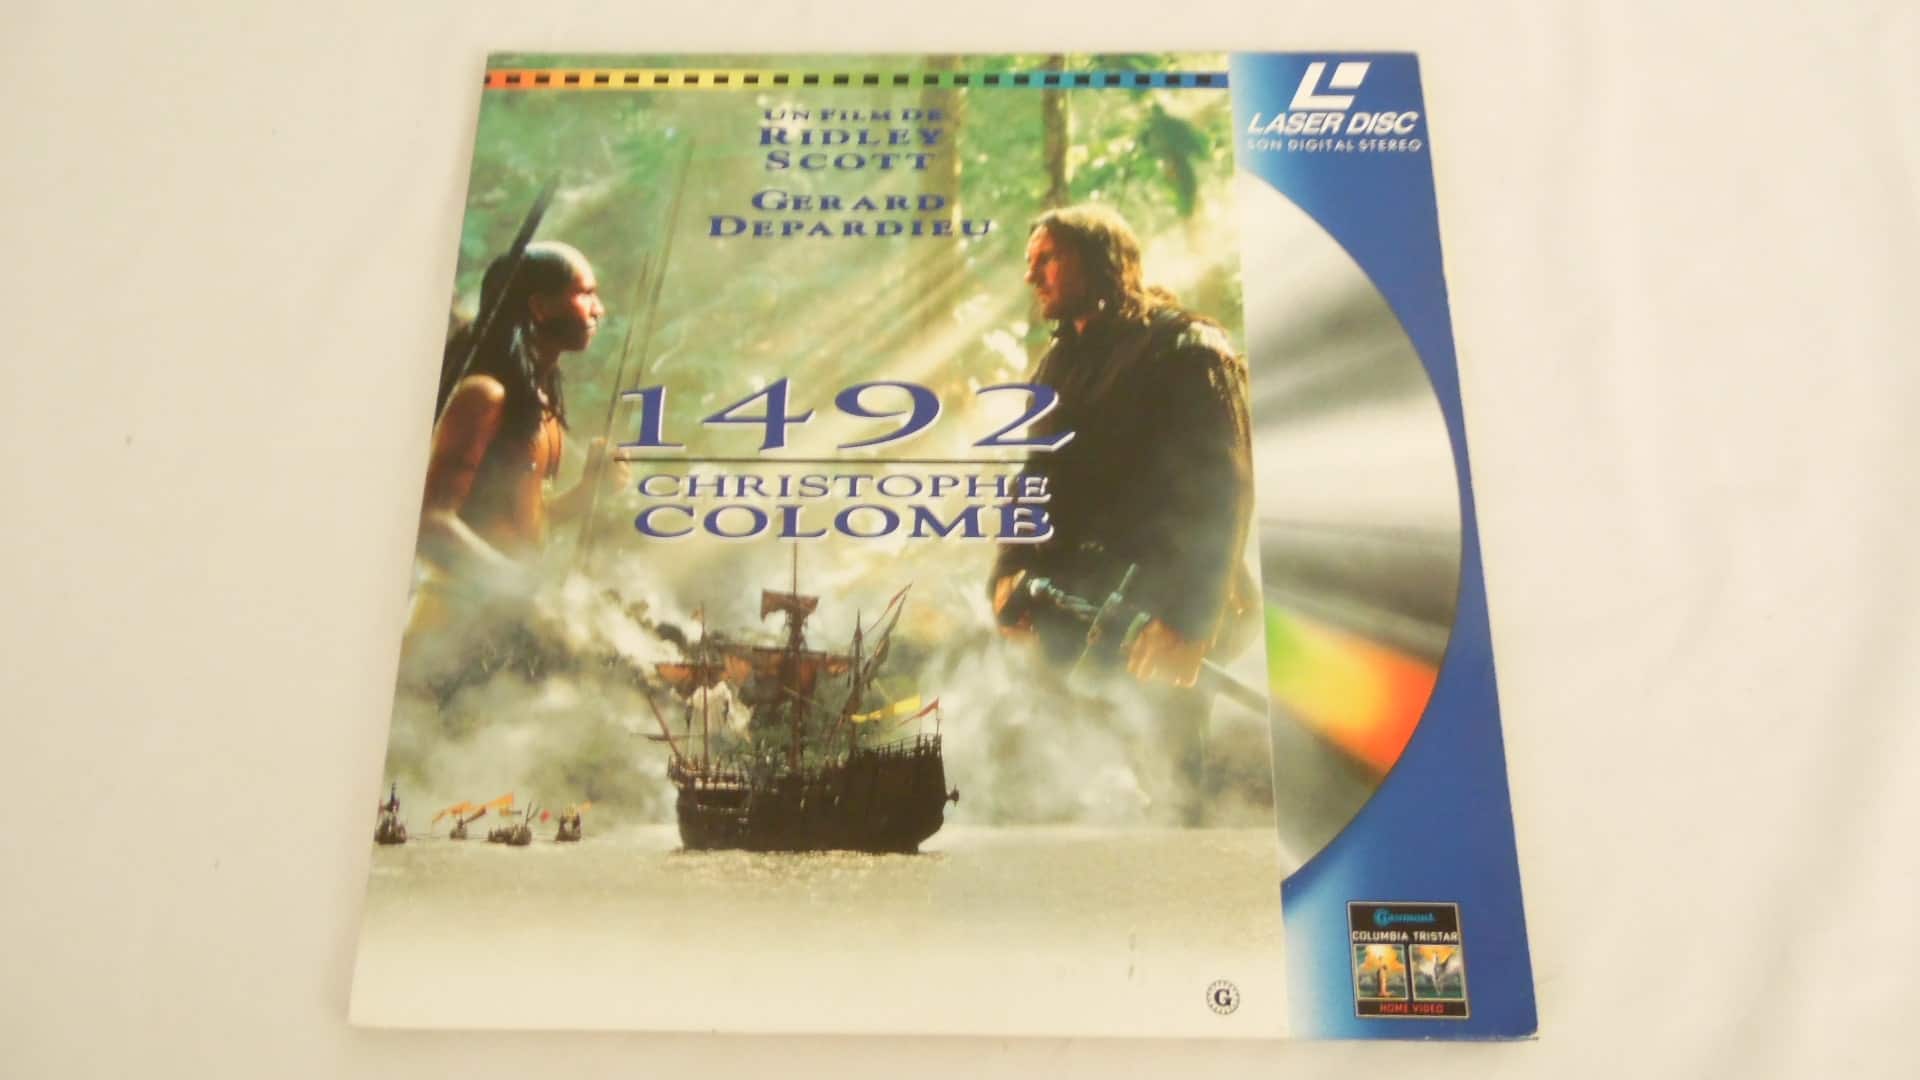 UN FILM DE
RIDLEY
SCOTT
GERARD
DEPARDIEU
1492
CHRISTOPHE
COLOMB
LASER DISC
SON DIGITAL STEREO
G
Gaumont
COLUMBIA TRISTAR
HOME VIDEO